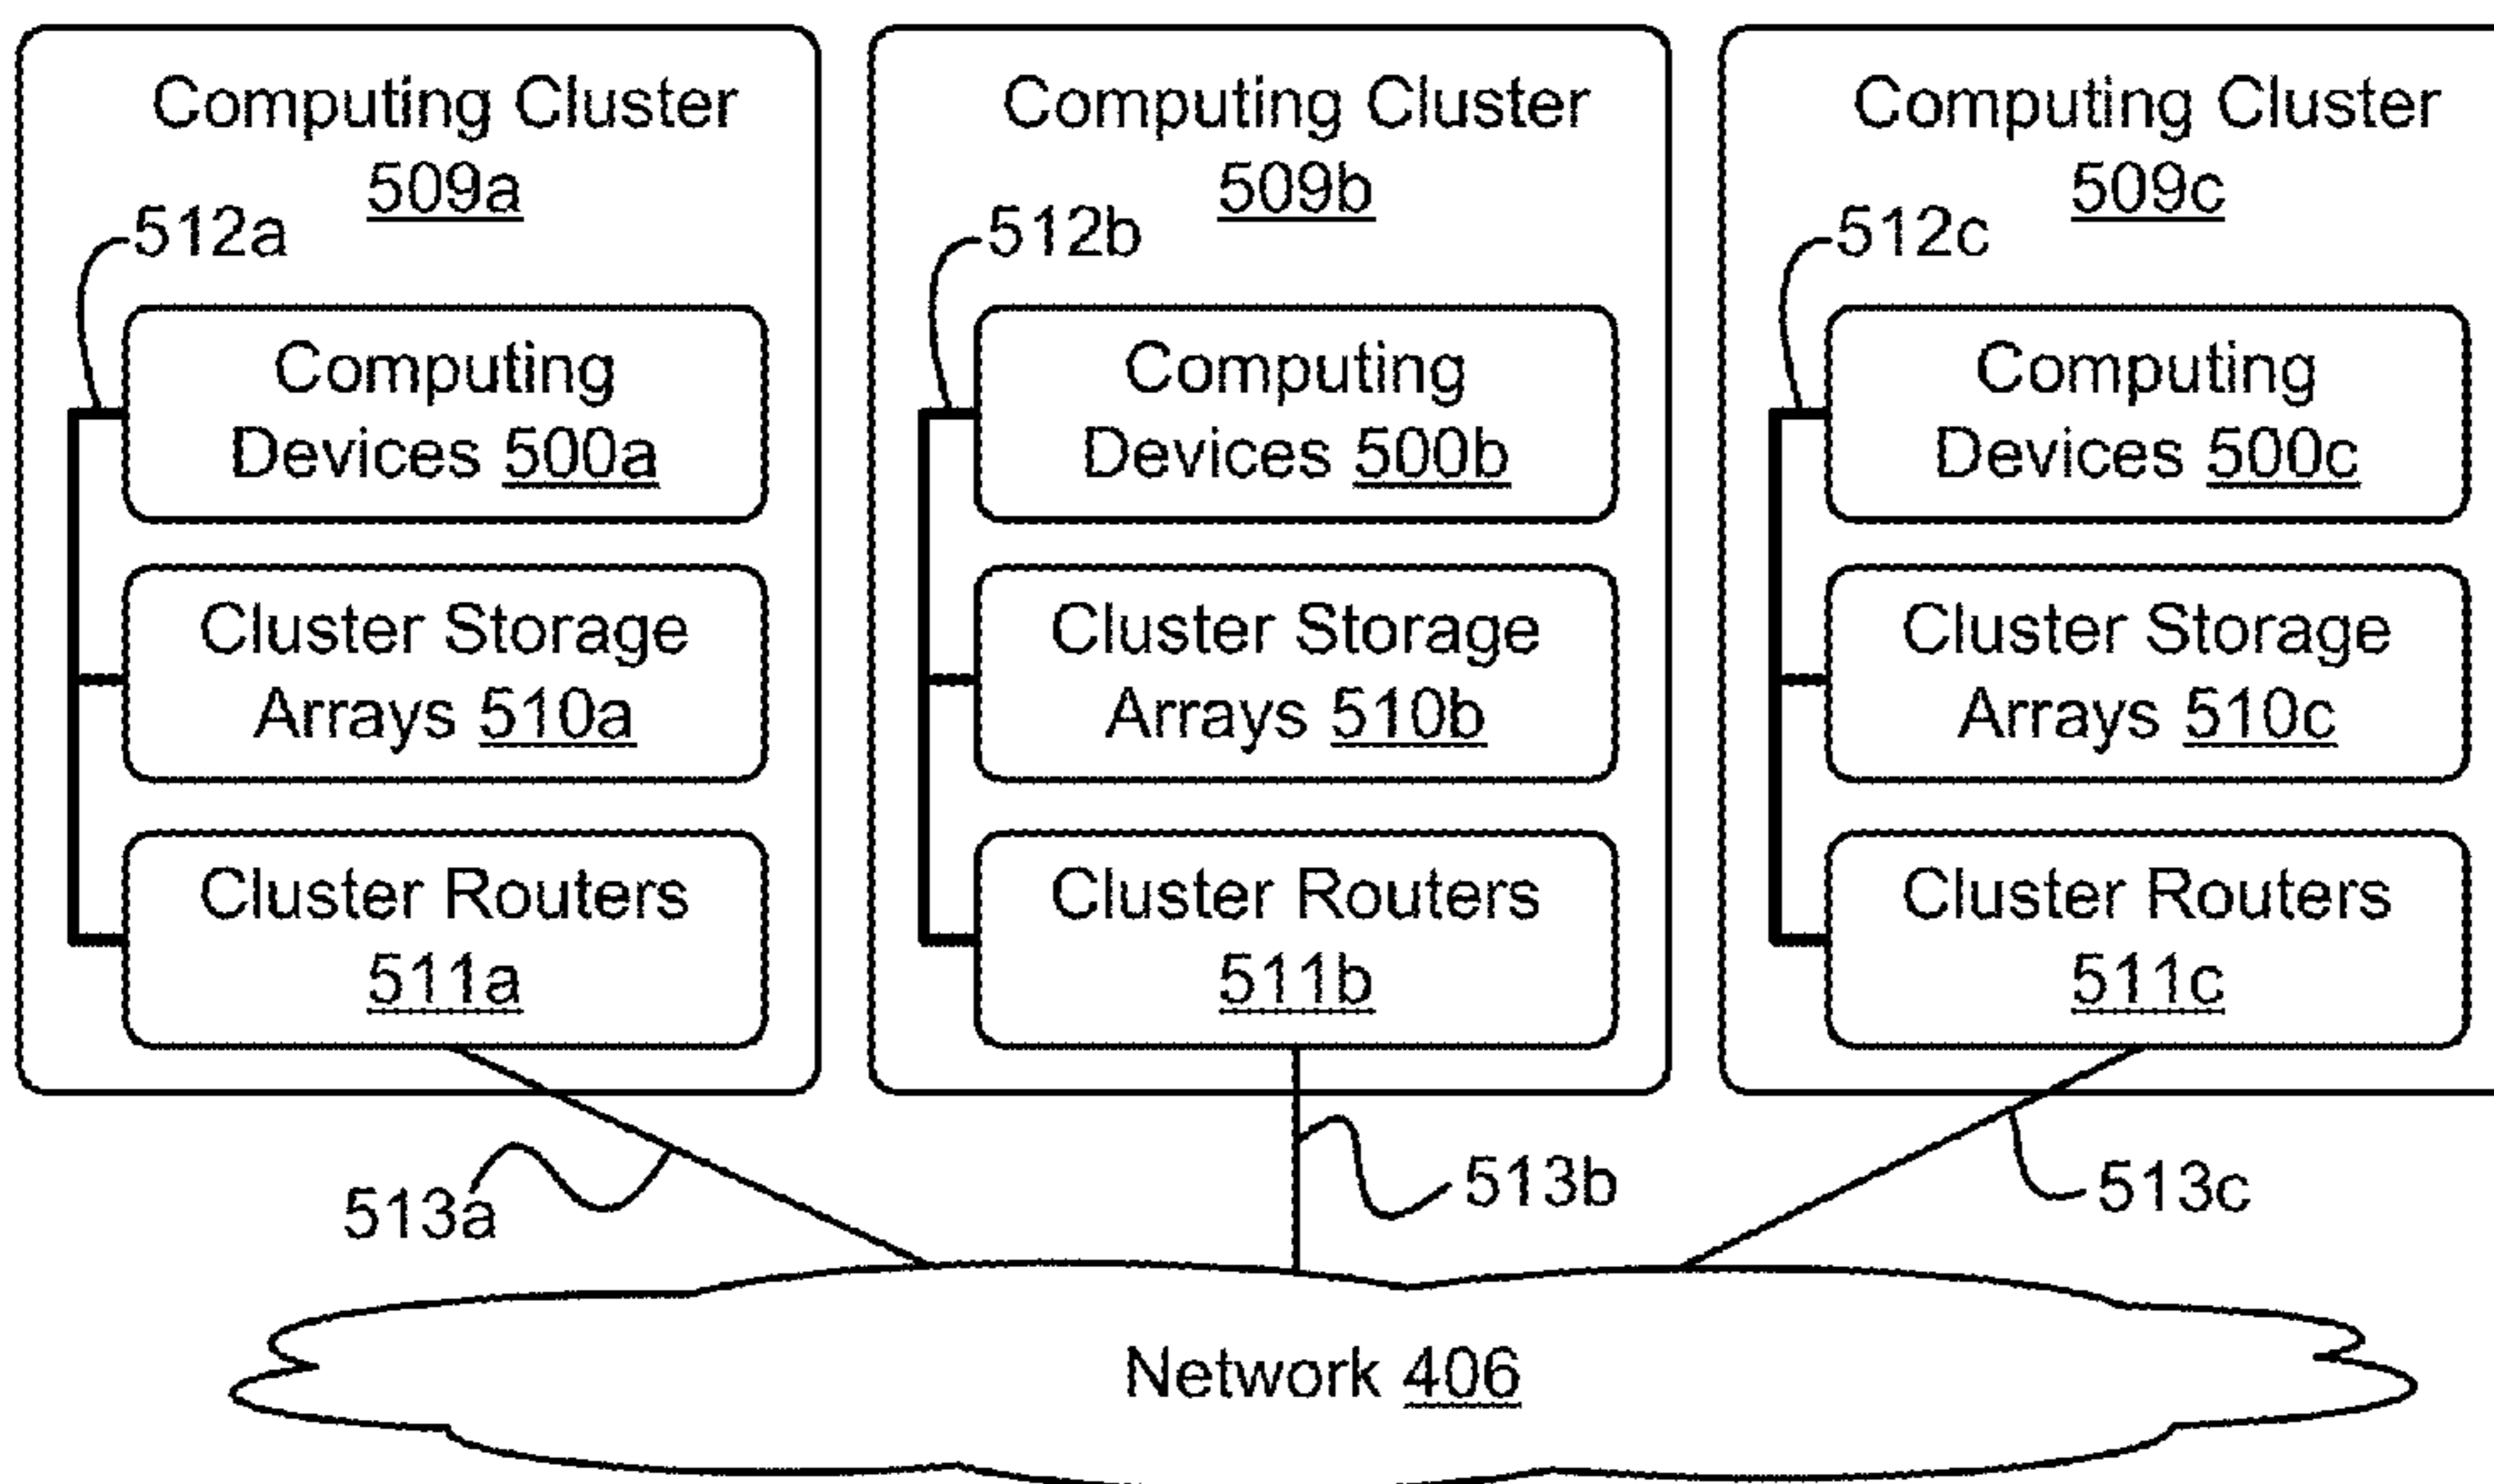 Computing Cluster
509a
512a
Computing
Devices 500a
Cluster Storage
Arrays 510a
Cluster Routers
511a
Computing Cluster
509b
512b
Computing
Devices 500b
Cluster Storage
Arrays 510b
Cluster Routers
511b
Computing Cluster
509c
512c
Computing
Devices 500c
Cluster Storage
Arrays 510c
Cluster Routers
511c
513a
513b
513c
Network 406